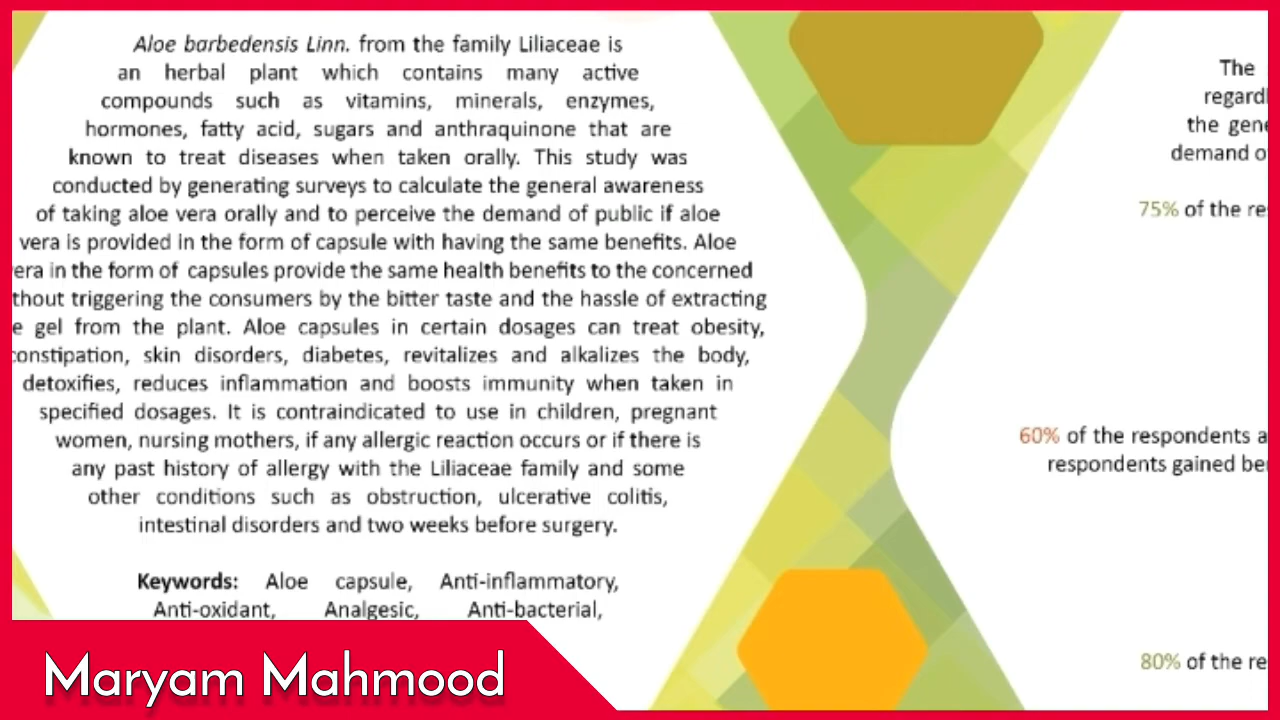 Aloe barbedensis Linn. from the family Liliaceae is
an herbal plant which contains many active
compounds such as vitamins, minerals, enzymes,
hormones, fatty acid, sugars and anthraquinone that are
known to treat diseases when taken orally. This study was
conducted by generating surveys to calculate the general awareness
of taking aloe vera orally and to perceive the demand of public if aloe
vera is provided in the form of capsule with having the same benefits. Aloe
era in the form of capsules provide the same health benefits to the concerned
thout triggering the consumers by the bitter taste and the hassle of extracting
e gel from the plant. Aloe capsules in certain dosages can treat obesity,
constipation, skin disorders, diabetes, revitalizes and alkalizes the body,
detoxifies, reduces inflammation and boosts immunity when taken in
specified dosages. It is contraindicated to use in children, pregnant
women, nursing mothers, if any allergic reaction occurs or if there is
any past history of allergy with the Liliaceae family and some
other conditions such as obstruction, ulcerative colitis,
intestinal disorders and two weeks before surgery.
Keywords: Aloe capsule, Anti-inflammatory,
Anti-oxidant, Analgesic, Anti-bacterial,
The
regard
the gene
demand o
75% of the re
60% of the respondents a
respondents gained be
80% of the re
Maryam Mahmood